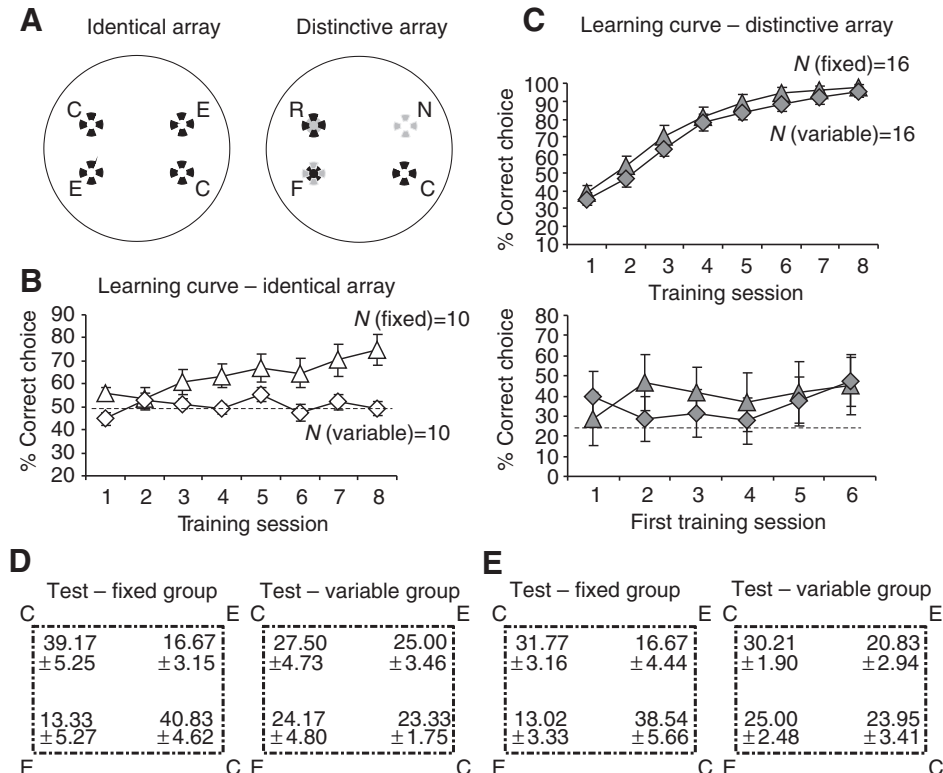 A
Identical array
Distinctive array
C E
E C
R N
F C
C
Learning curve – distinctive array
N (fixed)=16
N (variable)=16
% Correct choice
100
90
80
70
60
50
40
30
20
10
1 2 3 4 5 6 7 8
Training session
B
Learning curve – identical array
N (fixed)=10
N (variable)=10
% Correct choice
90
80
70
60
50
40
30
20
1 2 3 4 5 6 7 8
Training session
% Correct choice
80
70
60
50
40
30
20
10
0
1 2 3 4 5 6
First training session
D
Test – fixed group
C E
39.17 16.67
±5.25 ±3.15
13.33 40.83
±5.27 ±4.62
E C
Test – variable group
C E
27.50 25.00
±4.73 ±3.46
24.17 23.33
±4.80 ±1.75
E C
E
Test – fixed group
C E
31.77 16.67
±3.16 ±4.44
13.02 38.54
±3.33 ±5.66
E C
Test – variable group
C E
30.21 20.83
±1.90 ±2.94
25.00 23.95
±2.48 ±3.41
E C